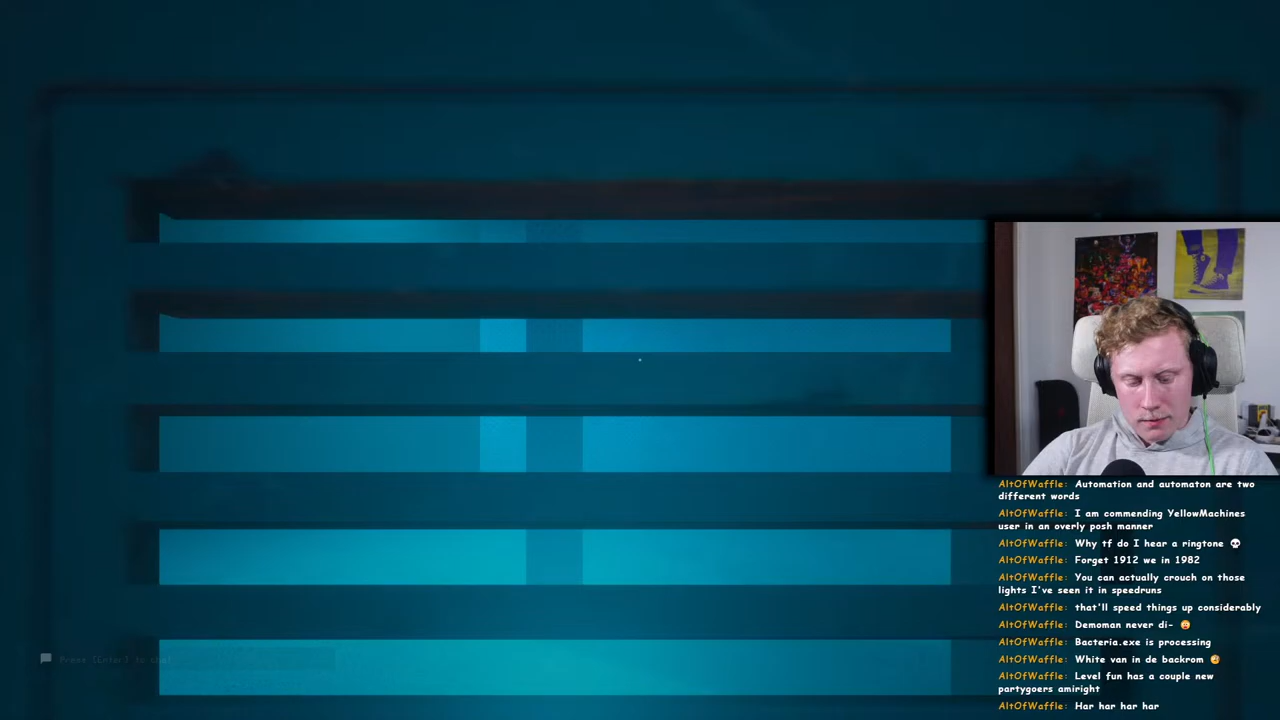 Press [Enter] to chat
AltOfWaffle: Automation and automaton are two
different words
AltOfWaffle: I am commending YellowMachines
user in an overly posh manner
AltOfWaffle: Why tf do I hear a ringtone 💀
AltOfWaffle: Forget 1912 we in 1982
AltOfWaffle: You can actually crouch on those
lights I've seen it in speedruns
AltOfWaffle: that'll speed things up considerably
AltOfWaffle: Demoman never di-
AltOfWaffle: Bacteria.exe is processing
AltOfWaffle: White van in de backrom
AltOfWaffle: Level fun has a couple new
partygoers amiright
AltOfWaffle: Har har har har